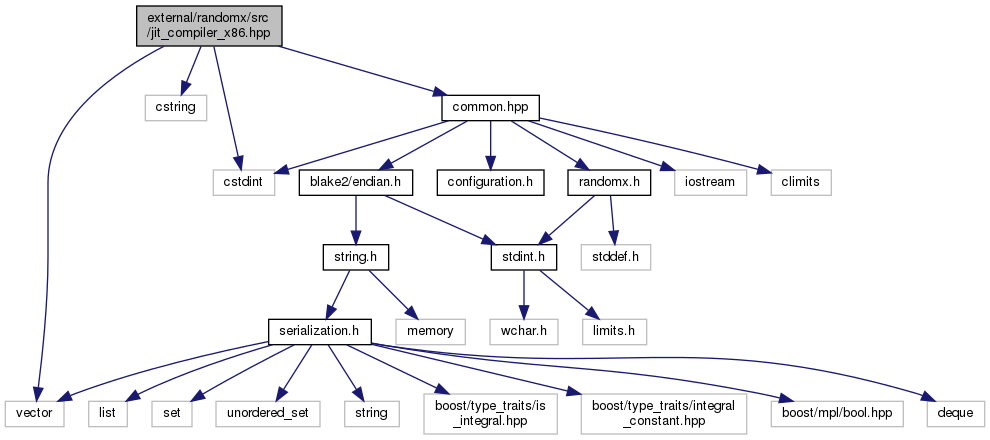 external/randomx/src
/jit_compiler_x86.hpp
cstring
common.hpp
cstdint
blake2/endian.h
configuration.h
randomx.h
iostream
climits
string.h
stdint.h
stddef.h
serialization.h
memory
wchar.h
limits.h
vector
list
set
unordered_set
string
boost/type_traits/is
_integral.hpp
boost/type_traits/integral
_constant.hpp
boost/mpl/bool.hpp
deque